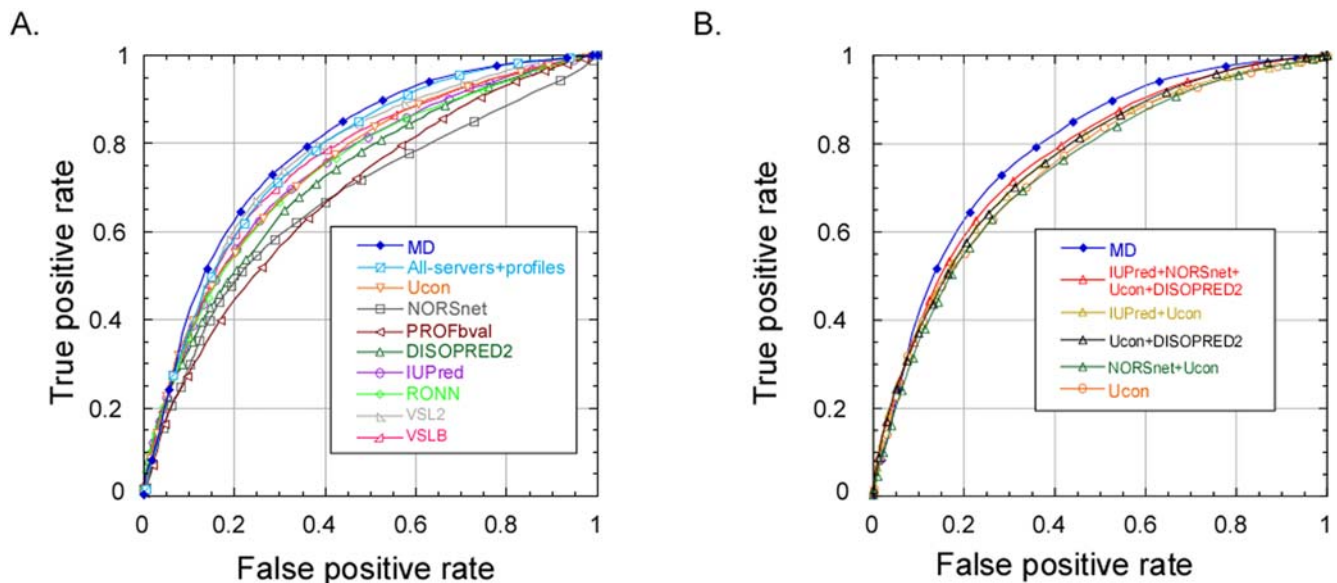 A.
B.
True positive rate
1
0.8
0.6
0.4
0.2
0
0
0.2
0.4
0.6
0.8
1
False positive rate
MD
All-servers+profiles
Ucon
NORSnet
PROFbval
DISOPRED2
IUPred
RONN
VSL2
VSLB
True positive rate
1
0.8
0.6
0.4
0.2
0
0
0.2
0.4
0.6
0.8
1
False positive rate
MD
IUPred+NORSnet+
Ucon+DISOPRED2
IUPred+Ucon
Ucon+DISOPRED2
NORSnet+Ucon
Ucon